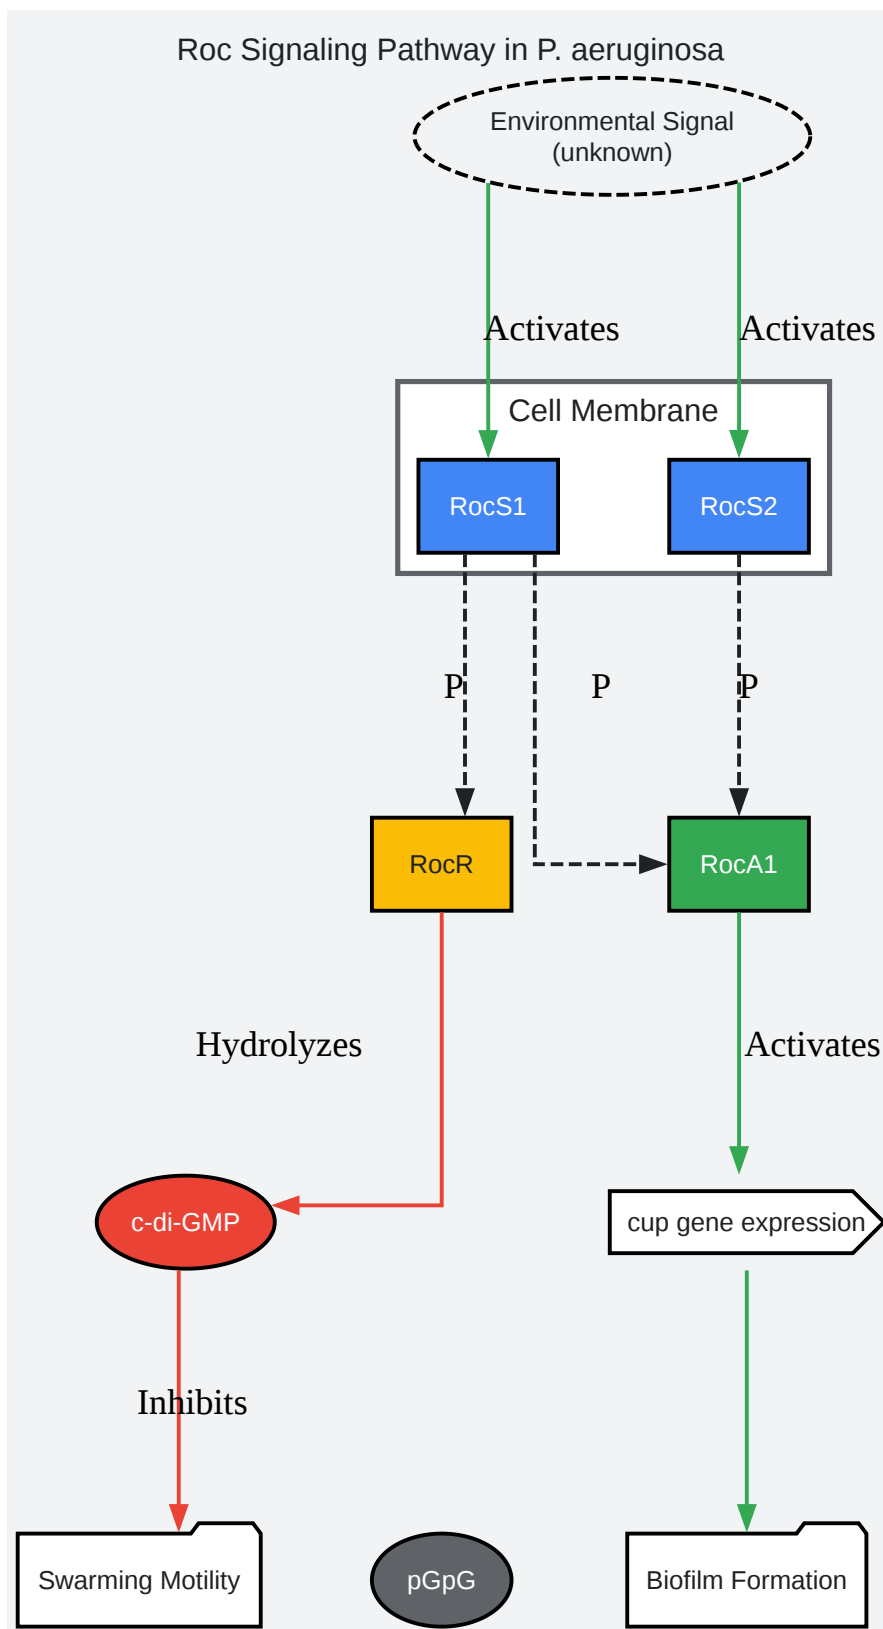 Roc Signaling Pathway in P. aeruginosa
Environmental Signal
(unknown)
Activates
Activates
Cell Membrane
RocS1
RocS2
P
P
P
RocR
RocA1
Hydrolyzes
Activates
c-di-GMP
cup gene expression
Inhibits
Swarming Motility
pGpG
Biofilm Formation